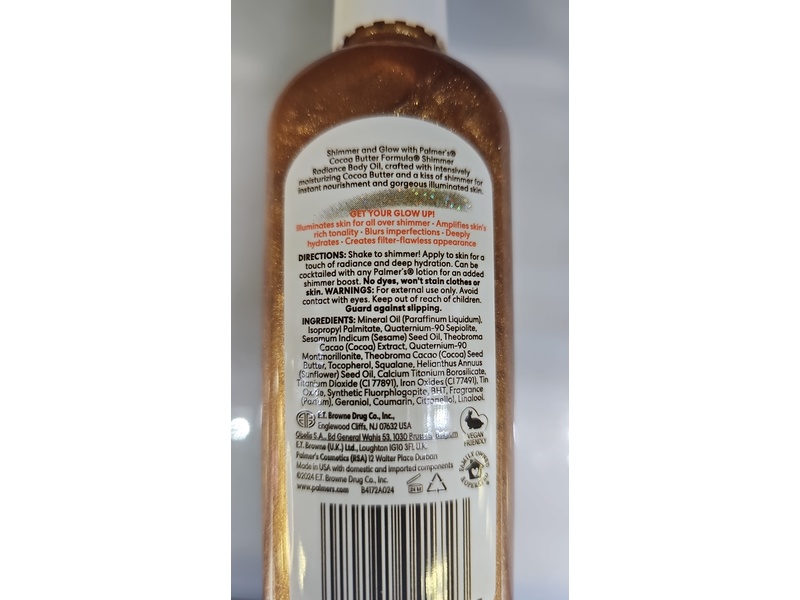 Shimmer and Glow with Palmer's®
Cocoa Butter Formula® Shimmer
Radiance Body Oil, crafted with intensively
moisturizing Cocoa Butter and a kiss of shimmer for
instant nourishment and gorgeous illuminated skin.
GET YOUR GLOW UP!
Illuminates skin for all over shimmer • Amplifies skin's
rich tonality • Blurs imperfections • Deeply
hydrates • Creates filter-flawless appearance
DIRECTIONS: Shake to shimmer! Apply to skin for a
touch of radiance and deep hydration. Can be
cocktailed with any Palmer's® lotion for an added
shimmer boost. No dyes, won't stain clothes or
skin. WARNINGS: For external use only. Avoid
contact with eyes. Keep out of reach of children.
Guard against slipping.
INGREDIENTS: Mineral Oil (Paraffinum Liquidum),
Isopropyl Palmitate, Quaternium-90 Sepiolite,
Sesamum Indicum (Sesame) Seed Oil, Theobroma
Cacao (Cocoa) Extract, Quaternium-90
Montmorillonite, Theobroma Cacao (Cocoa) Seed
Butter, Tocopherol, Squalane, Helianthus Annuus
(Sunflower) Seed Oil, Calcium Titanium Borosilicate,
Titanium Dioxide (CI 77891), Iron Oxides (CI 77491), Tin
Oxide, Synthetic Fluorphlogopite, BHT, Fragrance
(Parfum), Geraniol, Coumarin, Citronellol, Linalool.
E.T. Browne Drug Co., Inc.,
Englewood Cliffs, NJ 07632 USA
Obelis S.A., Bd General Wahis 53, 1030 Brussels Belgium
E.T. Browne (U.K.) Ltd., Loughton IG10 3FL U.K.
Palmer's Cosmetics (RSA) 12 Walter Place Durban
Made in USA with domestic and imported components
©2024 E.T. Browne Drug Co., Inc.
www.palmers.com B4172A024
24 M
VEGAN
FRIENDLY
FAMILY OWNED
& OPERATED